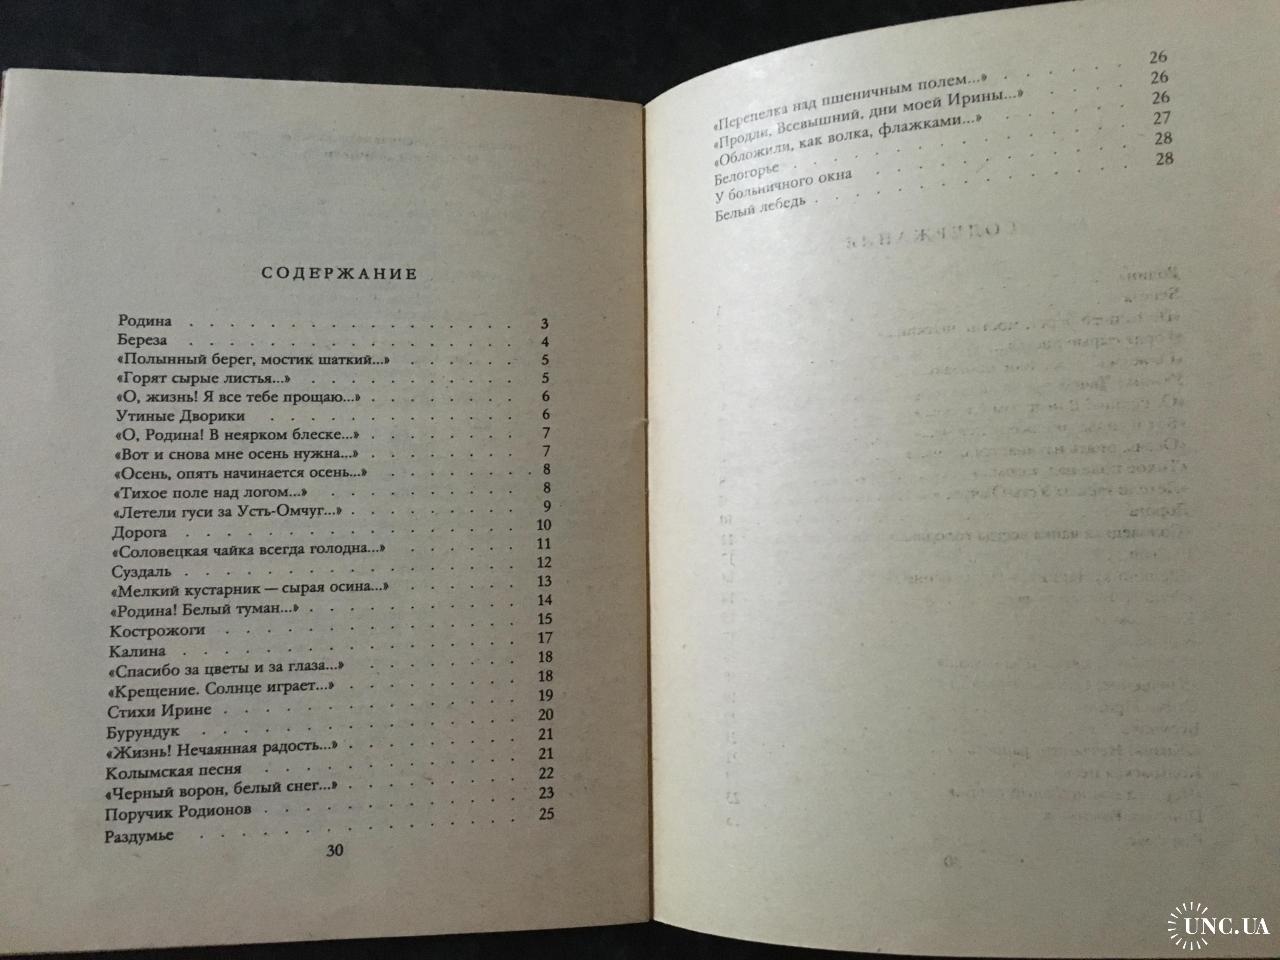 СОДЕРЖАНИЕ
Родина . . . . . . . . . . . . . . . . . 3
Береза . . . . . . . . . . . . . . . . . 4
«Полынный берег, мостик шаткий...» . . . . . . . 5
«Горят сырые листья...» . . . . . . . . . . . 5
«О, жизнь! Я все тебе прощаю...» . . . . . . . . 6
Утиные Дворики . . . . . . . . . . . . . 6
«О, Родина! В неярком блеске...» . . . . . . . . 7
«Вот и снова мне осень нужна...» . . . . . . . . 7
«Осень, опять начинается осень...» . . . . . . . . 8
«Тихое поле над логом...» . . . . . . . . . . . 8
«Летели гуси за Усть-Омчуг...» . . . . . . . . . 9
Дорога . . . . . . . . . . . . . . . . . 10
«Соловецкая чайка всегда голодна...» . . . . . . . 11
Суздаль . . . . . . . . . . . . . . . . . 12
«Мелкий кустарник — сырая осина...» . . . . . . . 13
«Родина! Белый туман...» . . . . . . . . . . . 14
Кострожоги . . . . . . . . . . . . . . . 15
Калина . . . . . . . . . . . . . . . . . 17
«Спасибо за цветы и за глаза...» . . . . . . . . 18
«Крещение. Солнце играет...» . . . . . . . . . 18
Стихи Ирине . . . . . . . . . . . . . . . 19
Бурундук . . . . . . . . . . . . . . . . 20
«Жизнь! Нечаянная радость...» . . . . . . . . . 21
Колымская песня . . . . . . . . . . . . . 21
«Черный ворон, белый снег...» . . . . . . . . . 22
Поручик Родионов . . . . . . . . . . . . . 23
Раздумье . . . . . . . . . . . . . . . . 25
30
«Перепелка над пшеничным полем...» . . . . . . 26
«Продли, Всевышний, дни моей Ирины...» . . . . . 26
«Обложили, как волка, флажками...» . . . . . . 26
Белогорье . . . . . . . . . . . . . . . 27
У больничного окна . . . . . . . . . . . . 28
Белый лебедь . . . . . . . . . . . . . . 28
UNC.UA